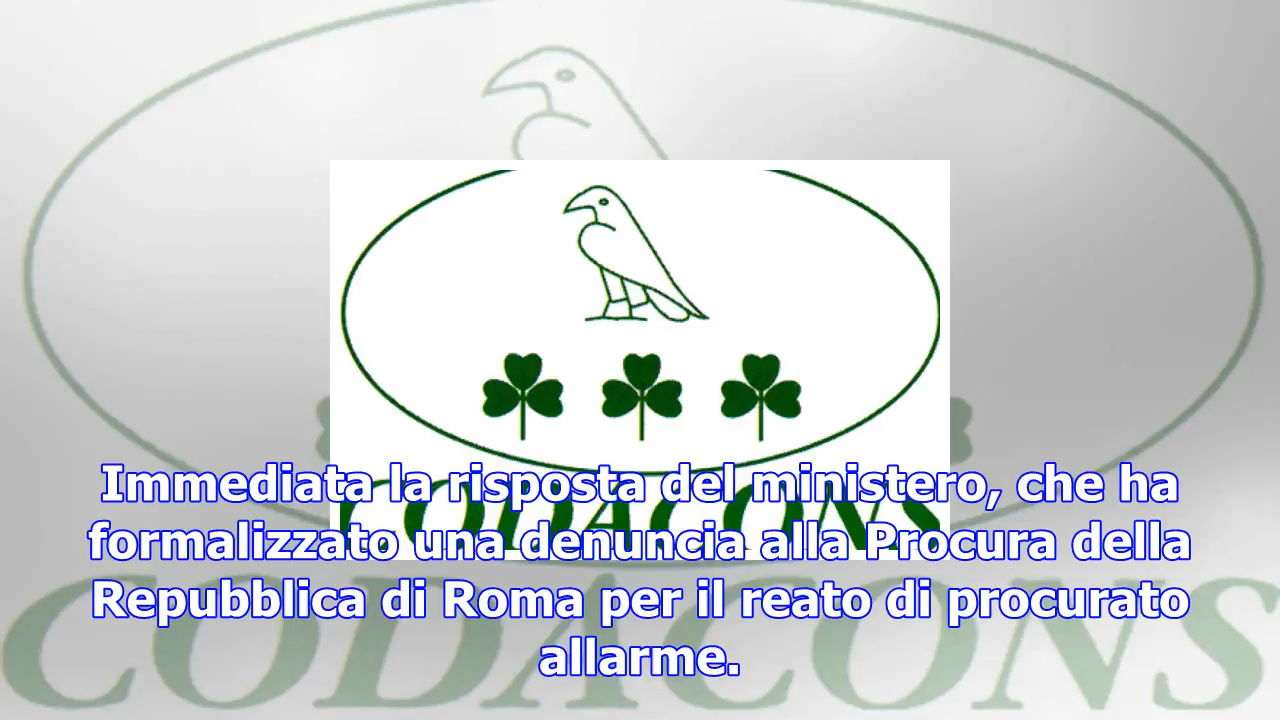 Immediata la risposta del ministero, che ha
formalizzato una denuncia alla Procura della
Repubblica di Roma per il reato di procurato
allarme.
CODACONS
CODACONS